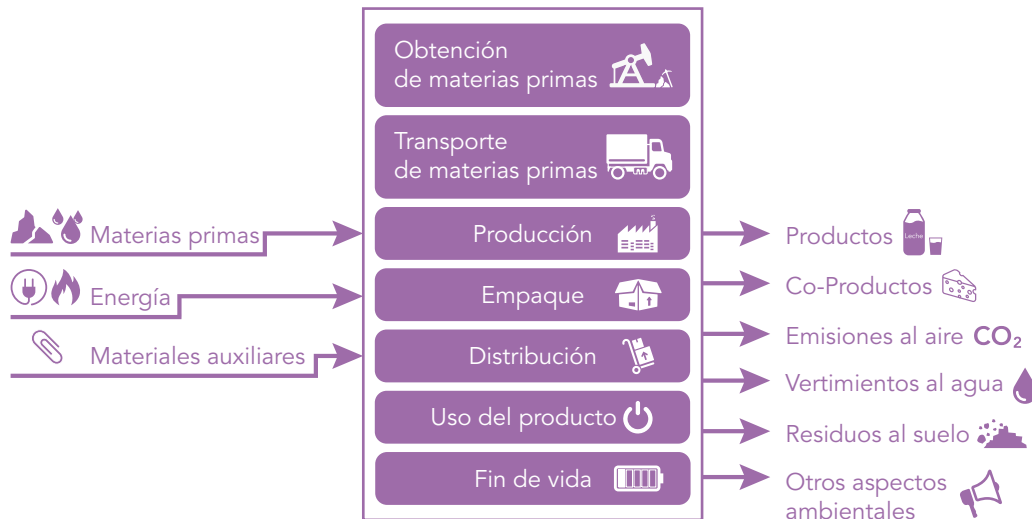 Obtención
de materias primas
Transporte
de materias primas
Producción
Empaque
Distribución
Uso del producto
Fin de vida
Materias primas
Energía
Materiales auxiliares
Productos
Leche
Co-Productos
Emisiones al aire CO₂
Vertimientos al agua
Residuos al suelo
Otros aspectos
ambientales